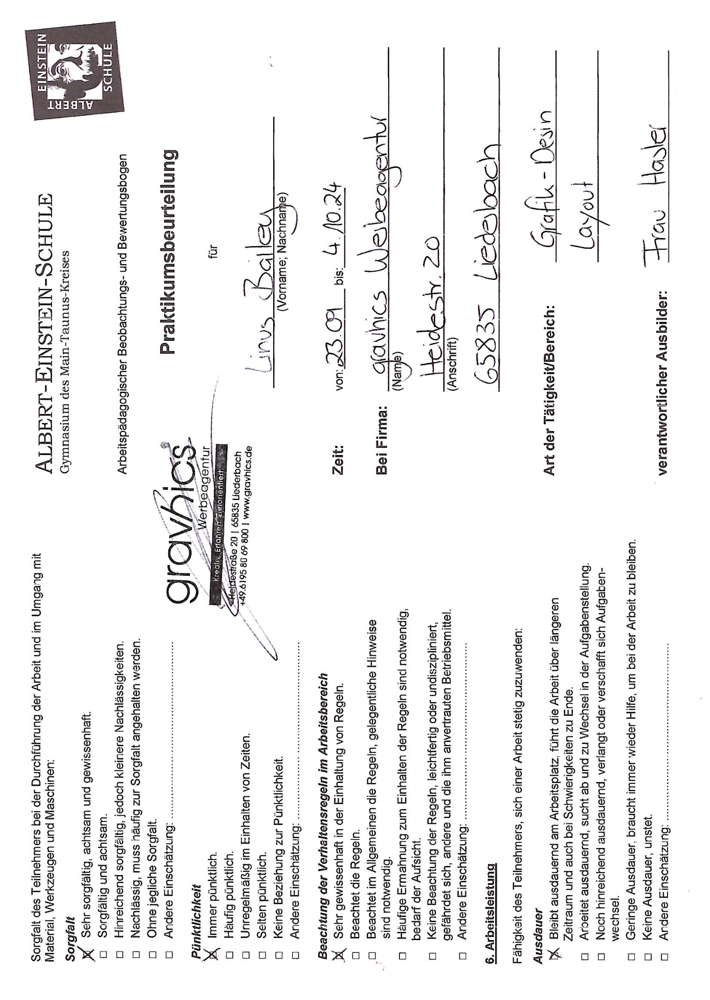 Sorgfalt des Teilnehmers bei der Durchführung der Arbeit und im Umgang mit
Material, Werkzeugen und Maschinen:
Sorgfalt
☒ Sehr sorgfältig, achtsam und gewissenhaft.
☐ Sorgfältig und achtsam.
☐ Hinreichend sorgfältig, jedoch kleinere Nachlässigkeiten.
☐ Nachlässig, muss häufig zur Sorgfalt angehalten werden.
☐ Ohne jegliche Sorgfalt.
☐ Andere Einschätzung: ..............................
Pünktlichkeit
☒ Immer pünktlich.
☐ Häufig pünktlich.
☐ Unregelmäßig im Einhalten von Zeiten.
☐ Selten pünktlich.
☐ Keine Beziehung zur Pünktlichkeit.
☐ Andere Einschätzung: ..............................
gravhics®
Werbeagentur
Kreativ. Erfahren. Zielorientiert.
Heidestraße 20 | 65835 Liederbach
+49.6195 80 69 800 | www.gravhics.de
Beachtung der Verhaltensregeln im Arbeitsbereich
☒ Sehr gewissenhaft in der Einhaltung von Regeln.
☐ Beachtet die Regeln.
☐ Beachtet im Allgemeinen die Regeln, gelegentliche Hinweise
sind notwendig.
☐ Häufige Ermahnung zum Einhalten der Regeln sind notwendig,
bedarf der Aufsicht.
☐ Keine Beachtung der Regeln, leichtfertig oder undiszipliniert,
gefährdet sich, andere und die ihm anvertrauten Betriebsmittel.
☐ Andere Einschätzung: ..............................
6. Arbeitsleistung
Fähigkeit des Teilnehmers, sich einer Arbeit stetig zuzuwenden:
Ausdauer
☒ Bleibt ausdauernd am Arbeitsplatz, führt die Arbeit über längeren
Zeitraum und auch bei Schwierigkeiten zu Ende.
☐ Arbeitet ausdauernd, sucht ab und zu Wechsel in der Aufgabenstellung.
☐ Noch hinreichend ausdauernd, verlangt oder verschafft sich Aufgaben-
wechsel.
☐ Geringe Ausdauer, braucht immer wieder Hilfe, um bei der Arbeit zu bleiben.
☐ Keine Ausdauer, unstet.
☐ Andere Einschätzung: ..............................
ALBERT-EINSTEIN-SCHULE
Gymnasium des Main-Taunus-Kreises
ALBERT
EINSTEIN
SCHULE
Arbeitspädagogischer Beobachtungs- und Bewertungsbogen
Praktikumsbeurteilung
für
Linus Bailey
(Vorname; Nachname)
Zeit: von: 23.09 bis: 4.10.24
Bei Firma: gravhics Werbeagentur
(Name)
Heidestr. 20
(Anschrift)
65835 Liederbach
Art der Tätigkeit/Bereich: Grafik-Desin
Layout
verantwortlicher Ausbilder: Frau Hasler